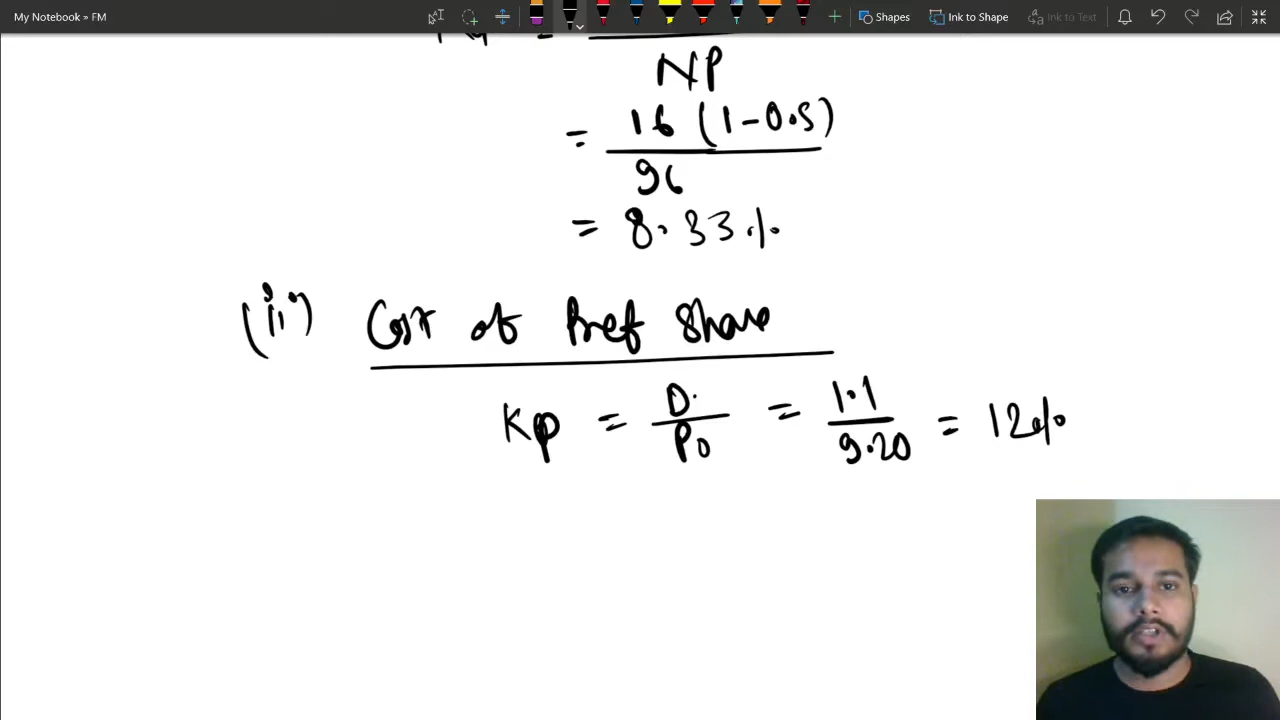 My Notebook » FM
Shapes Ink to Shape Ink to Text
NP
= 16 (1-0.5)
96
= 8.33%
(ii) Cost of Pref Share
Kp = D. / P0 = 1.1 / 9.20 = 12%